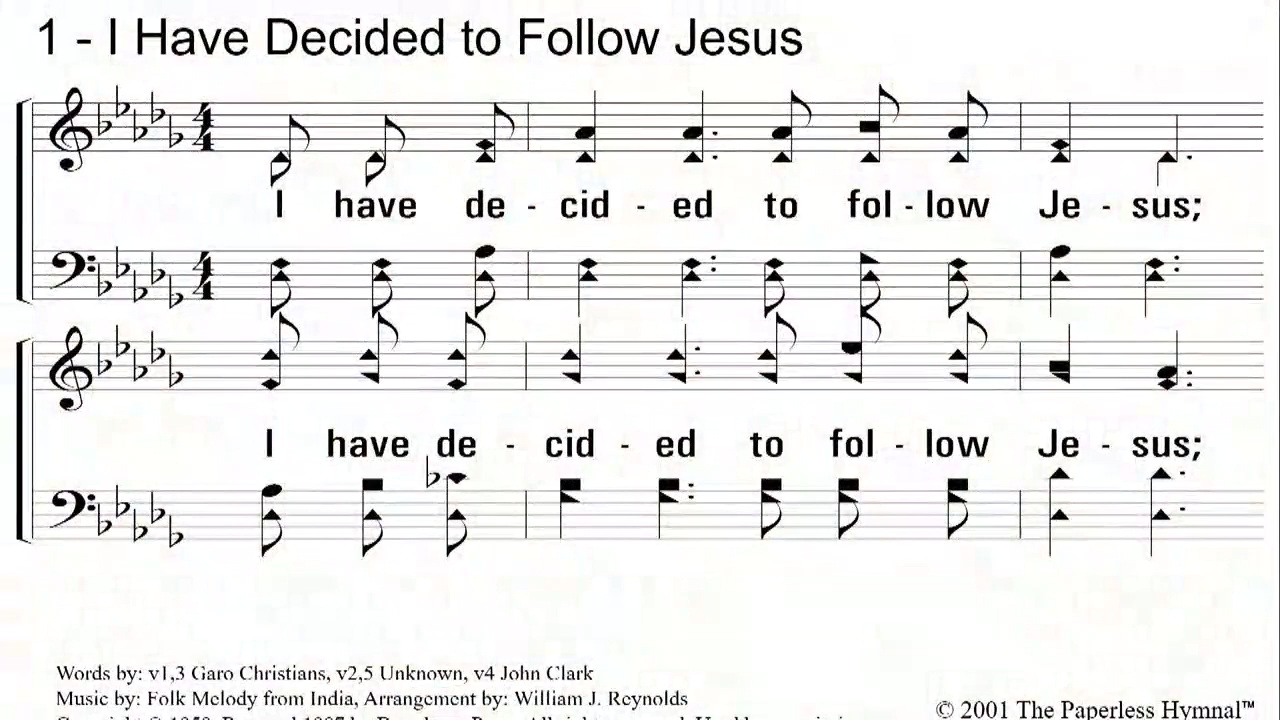 1 - I Have Decided to Follow Jesus
I have de - cid - ed to fol - low Je - sus;
I have de - cid - ed to fol - low Je - sus;
Words by: v1,3 Garo Christians, v2,5 Unknown, v4 John Clark
Music by: Folk Melody from India, Arrangement by: William J. Reynolds
© 2001 The Paperless Hymnal™